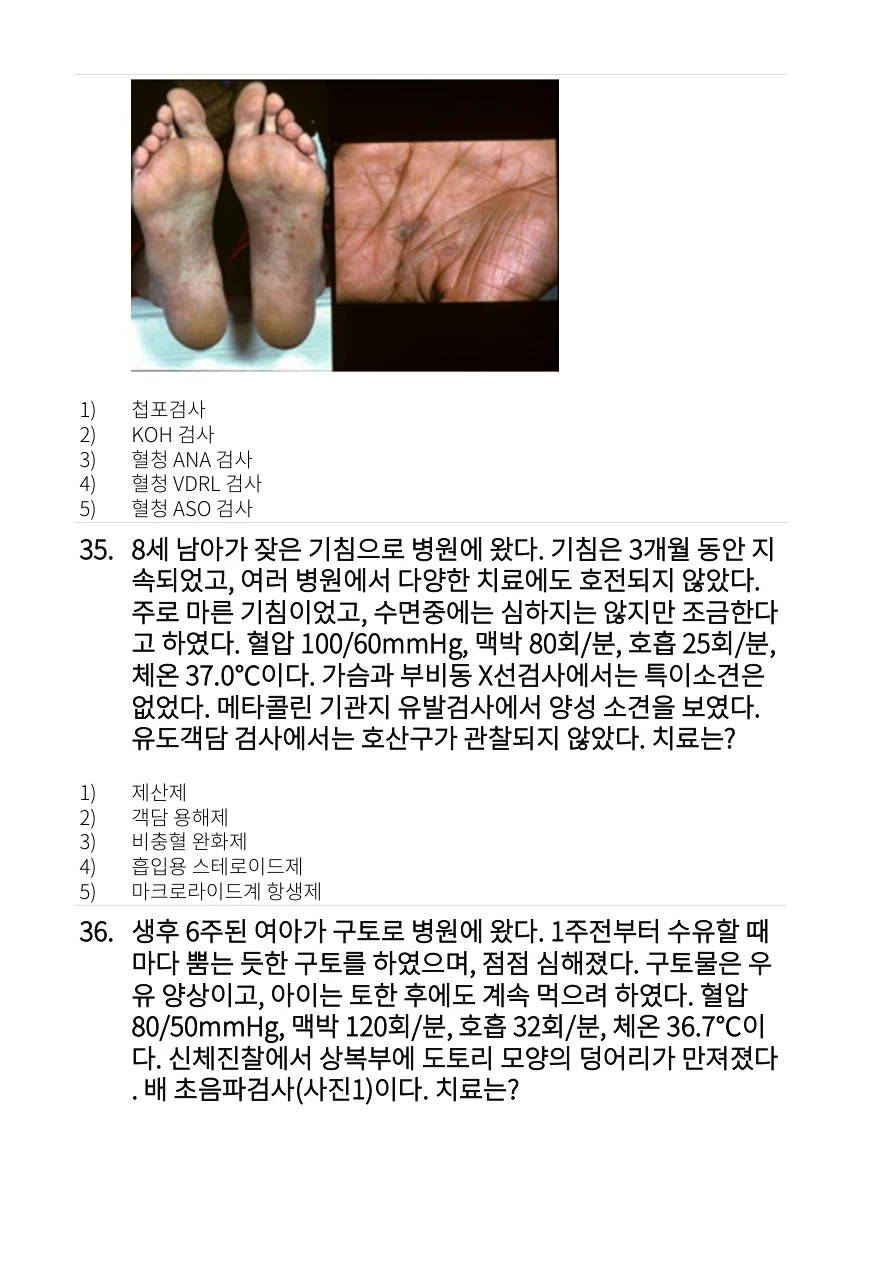 1) 첩포검사
2) KOH 검사
3) 혈청 ANA 검사
4) 혈청 VDRL 검사
5) 혈청 ASO 검사
35. 8세 남아가 잦은 기침으로 병원에 왔다. 기침은 3개월 동안 지
속되었고, 여러 병원에서 다양한 치료에도 호전되지 않았다.
주로 마른 기침이었고, 수면중에는 심하지는 않지만 조금한다
고 하였다. 혈압 100/60mmHg, 맥박 80회/분, 호흡 25회/분,
체온 37.0℃이다. 가슴과 부비동 X선검사에서는 특이소견은
없었다. 메타콜린 기관지 유발검사에서 양성 소견을 보였다.
유도객담 검사에서는 호산구가 관찰되지 않았다. 치료는?
1) 제산제
2) 객담 용해제
3) 비충혈 완화제
4) 흡입용 스테로이드제
5) 마크로라이드계 항생제
36. 생후 6주된 여아가 구토로 병원에 왔다. 1주전부터 수유할 때
마다 뿜는 듯한 구토를 하였으며, 점점 심해졌다. 구토물은 우
유 양상이고, 아이는 토한 후에도 계속 먹으려 하였다. 혈압
80/50mmHg, 맥박 120회/분, 호흡 32회/분, 체온 36.7℃이
다. 신체진찰에서 상복부에 도토리 모양의 덩어리가 만져졌다
. 배 초음파검사(사진1)이다. 치료는?